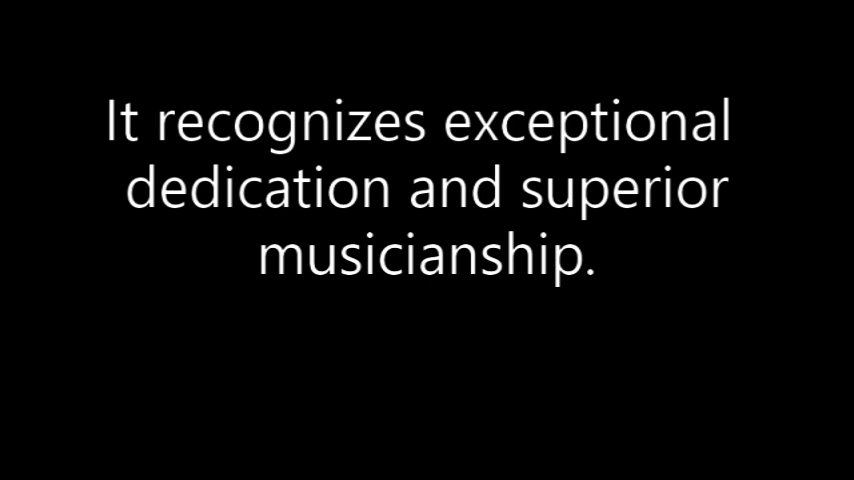 It recognizes exceptional
dedication and superior
musicianship.